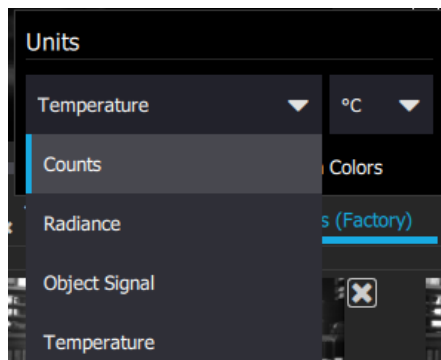 Units
Temperature °C
Counts
Colors
Radiance
s (Factory)
Object Signal
Temperature